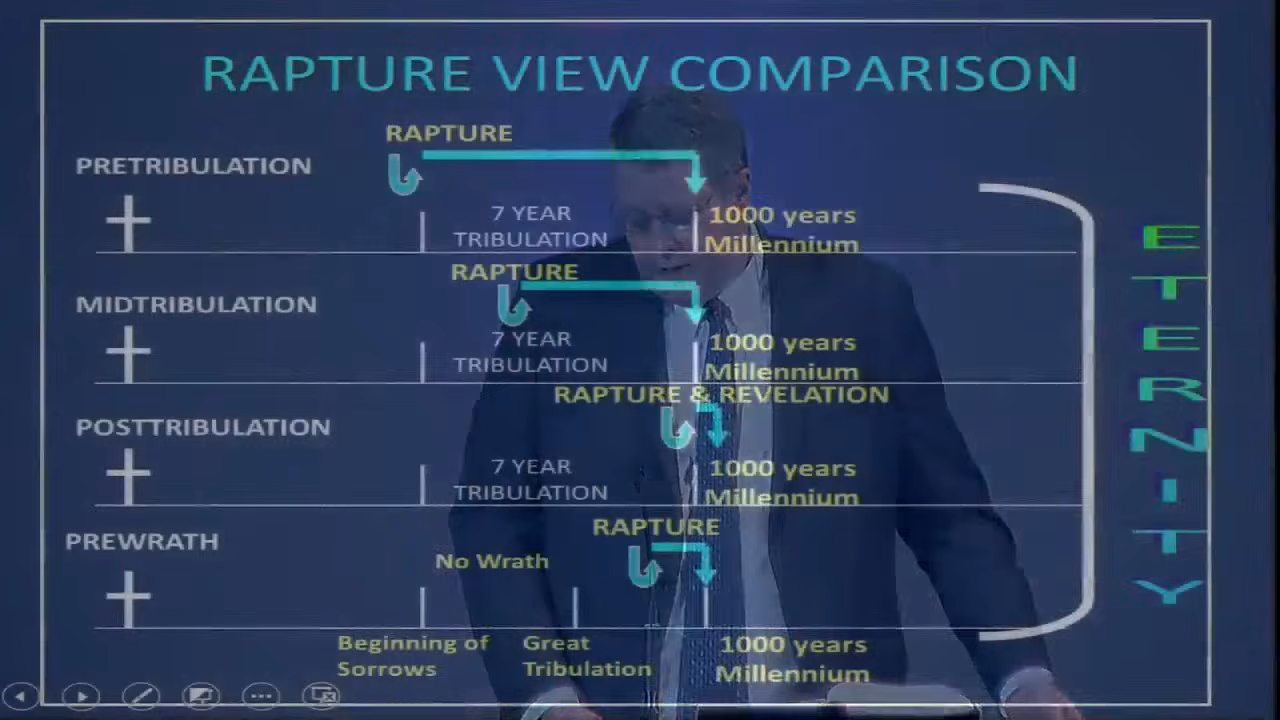 RAPTURE VIEW COMPARISON
RAPTURE
PRETRIBULATION
7 YEAR
TRIBULATION
1000 years
Millennium
RAPTURE
MIDTRIBULATION
7 YEAR
TRIBULATION
1000 years
Millennium
RAPTURE & REVELATION
POSTTRIBULATION
7 YEAR
TRIBULATION
1000 years
Millennium
RAPTURE
PREWRATH
No Wrath
Beginning of
Sorrows
Great
Tribulation
1000 years
Millennium
ETERNITY